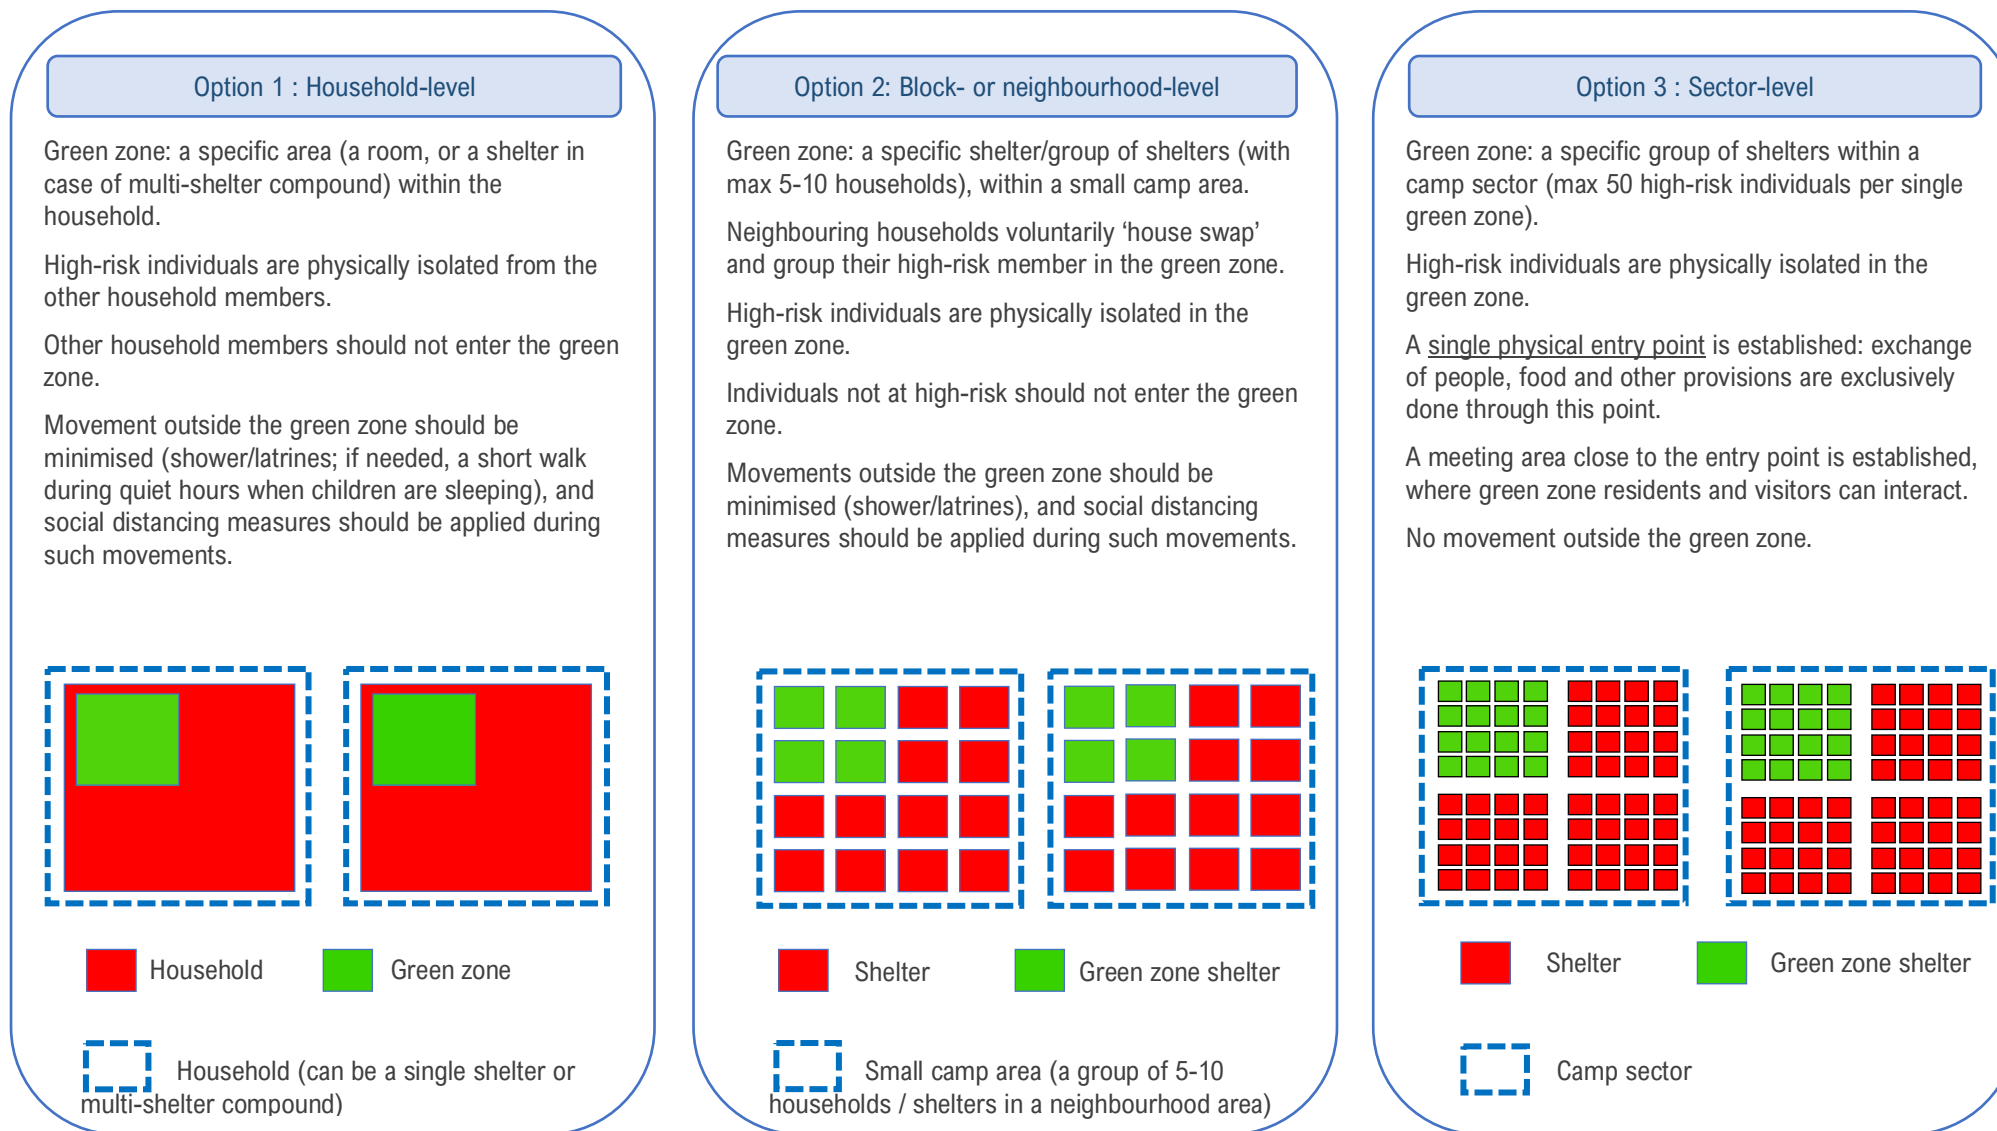 Option 1 : Household-level
Green zone: a specific area (a room, or a shelter in
case of multi-shelter compound) within the
household.
High-risk individuals are physically isolated from the
other household members.
Other household members should not enter the green
zone.
Movement outside the green zone should be
minimised (shower/latrines; if needed, a short walk
during quiet hours when children are sleeping), and
social distancing measures should be applied during
such movements.
Household
Green zone
Household (can be a single shelter or
multi-shelter compound)
Option 2: Block- or neighbourhood-level
Green zone: a specific shelter/group of shelters (with
max 5-10 households), within a small camp area.
Neighbouring households voluntarily ‘house swap’
and group their high-risk member in the green zone.
High-risk individuals are physically isolated in the
green zone.
Individuals not at high-risk should not enter the green
zone.
Movements outside the green zone should be
minimised (shower/latrines), and social distancing
measures should be applied during such movements.
Shelter
Green zone shelter
Small camp area (a group of 5-10
households / shelters in a neighbourhood area)
Option 3 : Sector-level
Green zone: a specific group of shelters within a
camp sector (max 50 high-risk individuals per single
green zone).
High-risk individuals are physically isolated in the
green zone.
A single physical entry point is established: exchange
of people, food and other provisions are exclusively
done through this point.
A meeting area close to the entry point is established,
where green zone residents and visitors can interact.
No movement outside the green zone.
Shelter
Green zone shelter
Camp sector